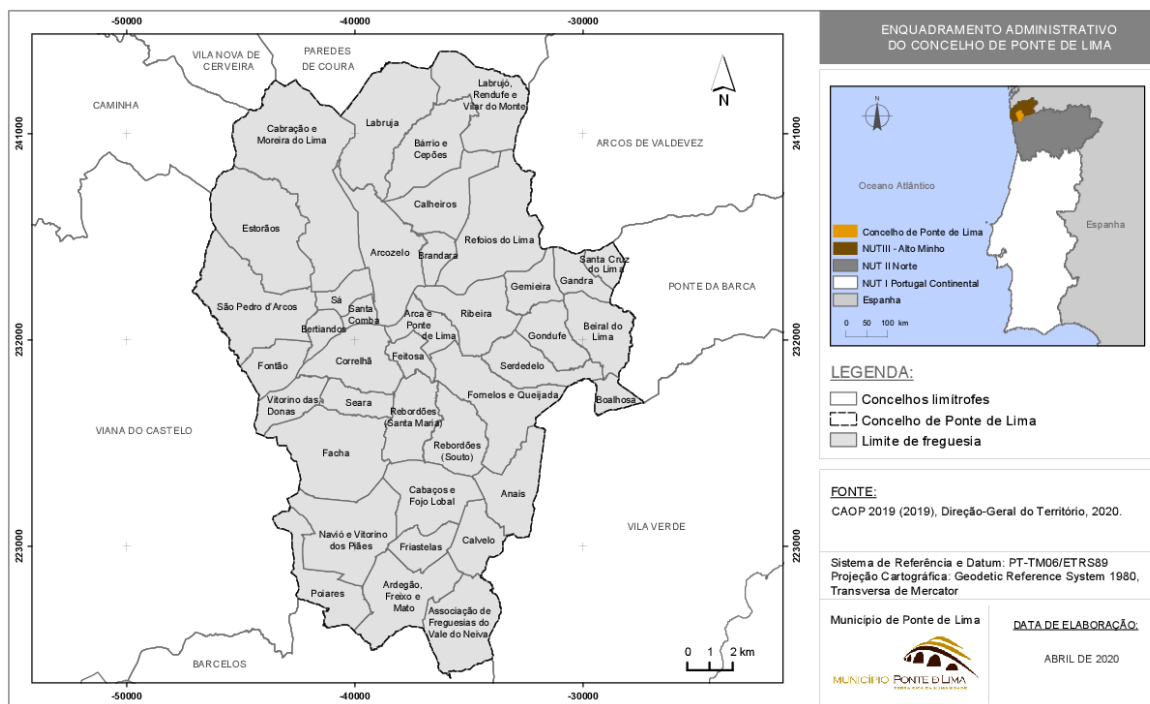 -50000
-40000
-30000
VILA NOVA DE
CERVEIRA
PAREDES
DE COURA
CAMINHA
ARCOS DE VALDEVEZ
PONTE DA BARCA
VIANA DO CASTELO
VILA VERDE
BARCELOS
241000
232000
223000
241000
232000
223000
N
Labrujó,
Rendufe e
Vilar do Monte
Cabração e
Moreira do Lima
Labruja
Bárrio e
Cepões
Calheiros
Estorãos
Arcozelo
Brandara
Refoios do Lima
Santa Cruz
do Lima
Gandra
Gemieira
São Pedro d'Arcos
Sá
Santa
Comba
Bertiandos
Arca e
Ponte
de Lima
Ribeira
Gondufe
Beiral do
Lima
Fontão
Correlhã
Feitosa
Serdedelo
Vitorino das
Donas
Seara
Rebordões
(Santa Maria)
Fornelos e Queijada
Boalhosa
Facha
Rebordões
(Souto)
Cabaços e
Fojo Lobal
Anais
Navió e Vitorino
dos Piães
Friastelas
Calvelo
Poiares
Ardegão,
Freixo e
Mato
Associação de
Freguesias do
Vale do Neiva
0 1 2 km
-50000
-40000
-30000
ENQUADRAMENTO ADMINISTRATIVO
DO CONCELHO DE PONTE DE LIMA
N
Oceano Atlântico
Espanha
Concelho de Ponte de Lima
NUTIII - Alto Minho
NUT II Norte
NUT I Portugal Continental
Espanha
0 50 100 km
LEGENDA:
Concelhos limítrofes
Concelho de Ponte de Lima
Limite de freguesia
FONTE:
CAOP 2019 (2019), Direção-Geral do Território, 2020.
Sistema de Referência e Datum: PT-TM06/ETRS89
Projeção Cartográfica: Geodetic Reference System 1980,
Transversa de Mercator
Município de Ponte de Lima
MUNICÍPIO PONTE D LIMA
TERRA RICA DA HUMANIDADE
DATA DE ELABORAÇÃO:
ABRIL DE 2020